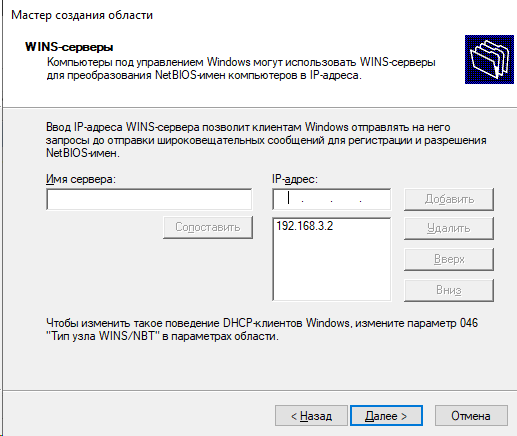 Мастер создания области
WINS-серверы
Компьютеры под управлением Windows могут использовать WINS-серверы
для преобразования NetBIOS-имен компьютеров в IP-адреса.
Ввод IP-адреса WINS-сервера позволит клиентам Windows отправлять на него
запросы до отправки широковещательных сообщений для регистрации и разрешения
NetBIOS-имен.
Имя сервера:
IP-адрес:
. . .
Добавить
Сопоставить
192.168.3.2
Удалить
Вверх
Вниз
Чтобы изменить такое поведение DHCP-клиентов Windows, измените параметр 046
"Тип узла WINS/NBT" в параметрах области.
< Назад
Далее >
Отмена